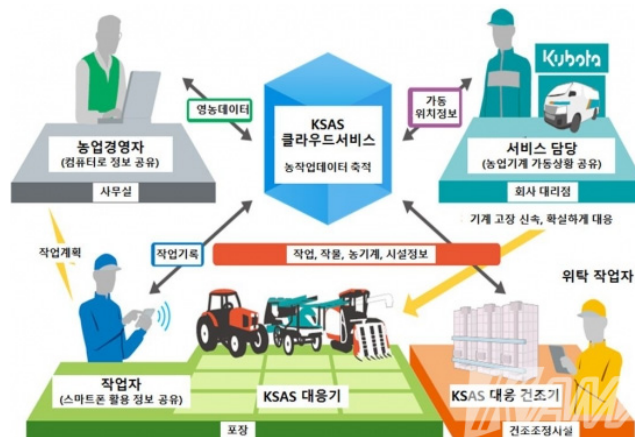 Kubota
영농데이터
KSAS
클라우드서비스
농작업데이터 축적
가동
위치정보
농업경영자
(컴퓨터로 정보 공유)
사무실
서비스 담당
(농업기계 가동상황 공유)
회사 대리점
기계 고장 신속, 확실하게 대응
작업계획
작업기록
작업, 작물, 농기계, 시설정보
위탁 작업자
작업자
(스마트폰 활용 정보 공유)
KSAS 대응기
KSAS 대응 건조기
포장
건조조정시설